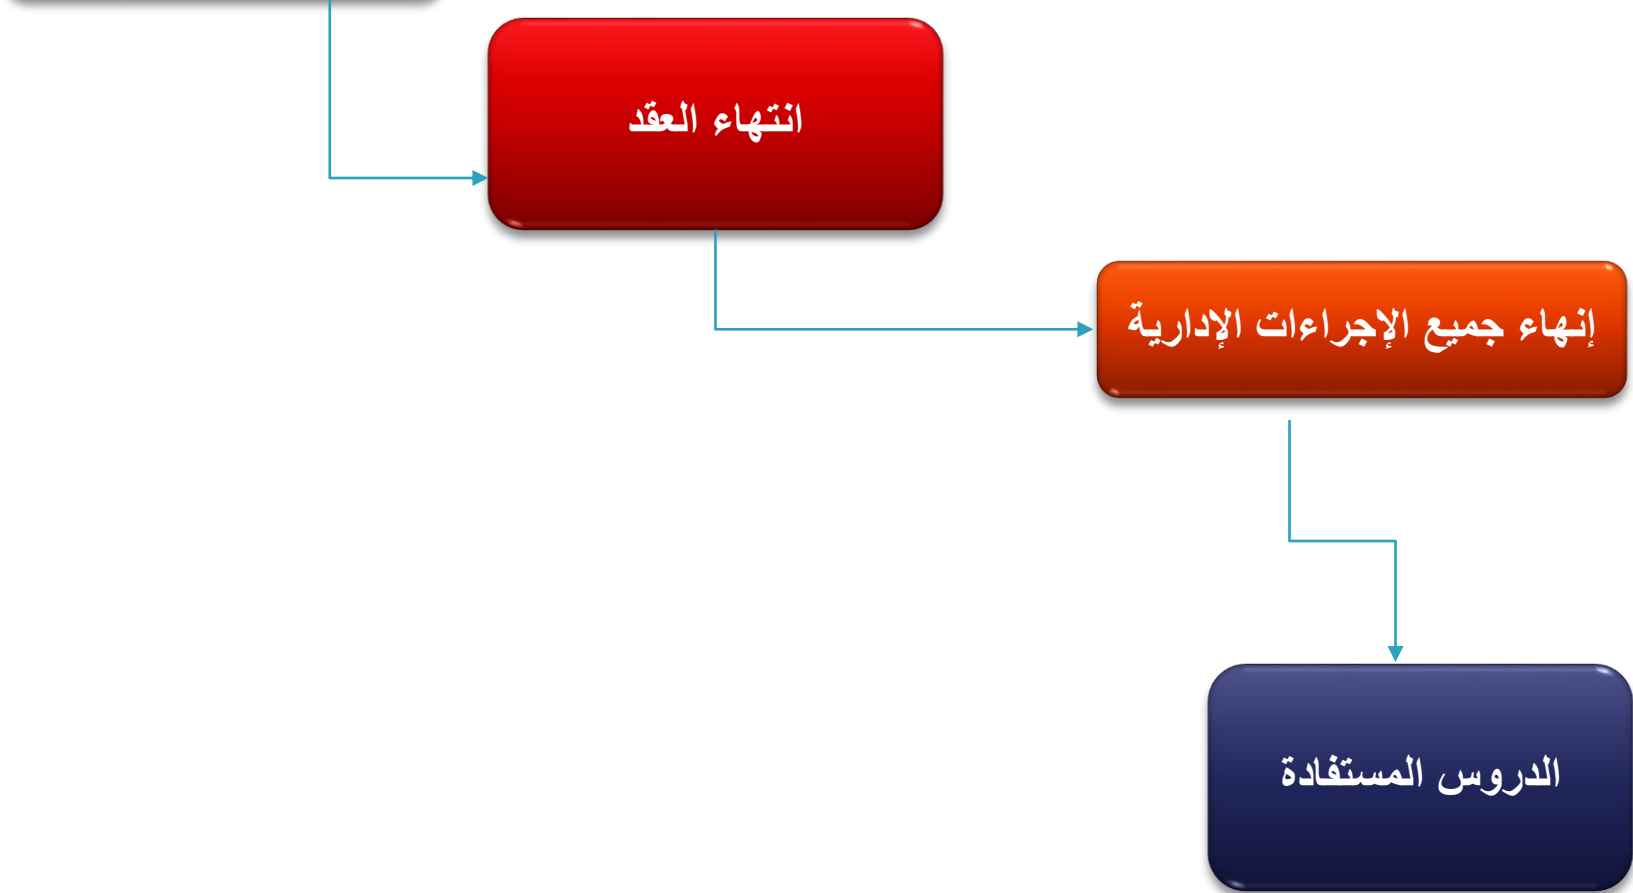 انتهاء العقد
إنهاء جميع الإجراءات الإدارية
الدروس المستفادة